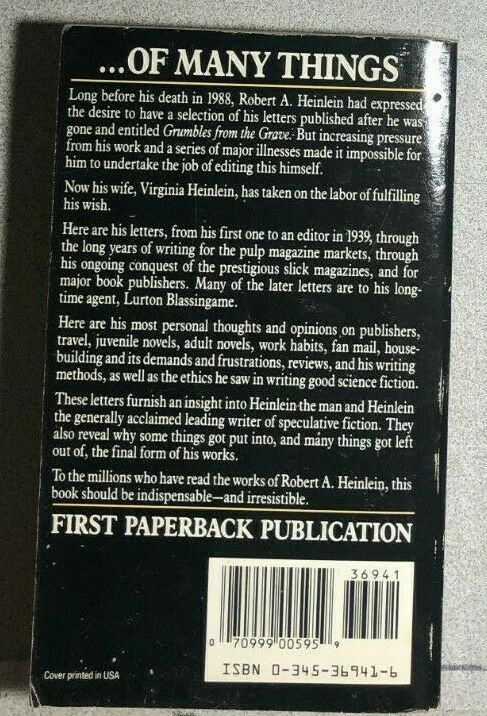 ...OF MANY THINGS
Long before his death in 1988, Robert A. Heinlein had expressed
the desire to have a selection of his letters published after he was
gone and entitled Grumbles from the Grave. But increasing pressure
from his work and a series of major illnesses made it impossible for
him to undertake the job of editing this himself.
Now his wife, Virginia Heinlein, has taken on the labor of fulfilling
his wish.
Here are his letters, from his first one to an editor in 1939, through
the long years of writing for the pulp magazine markets, through
his ongoing conquest of the prestigious slick magazines, and for
major book publishers. Many of the later letters are to his long-
time agent, Lurton Blassingame.
Here are his most personal thoughts and opinions on publishers,
travel, juvenile novels, adult novels, work habits, fan mail, house-
building and its demands and frustrations, reviews, and his writing
methods, as well as the ethics he saw in writing good science fiction.
These letters furnish an insight into Heinlein the man and Heinlein
the generally acclaimed leading writer of speculative fiction. They
also reveal why some things got put into, and many things got left
out of, the final form of his works.
To the millions who have read the works of Robert A. Heinlein, this
book should be indispensable—and irresistible.
FIRST PAPERBACK PUBLICATION
36941
0 70999 00595 9
ISBN 0-345-36941-6
Cover printed in USA